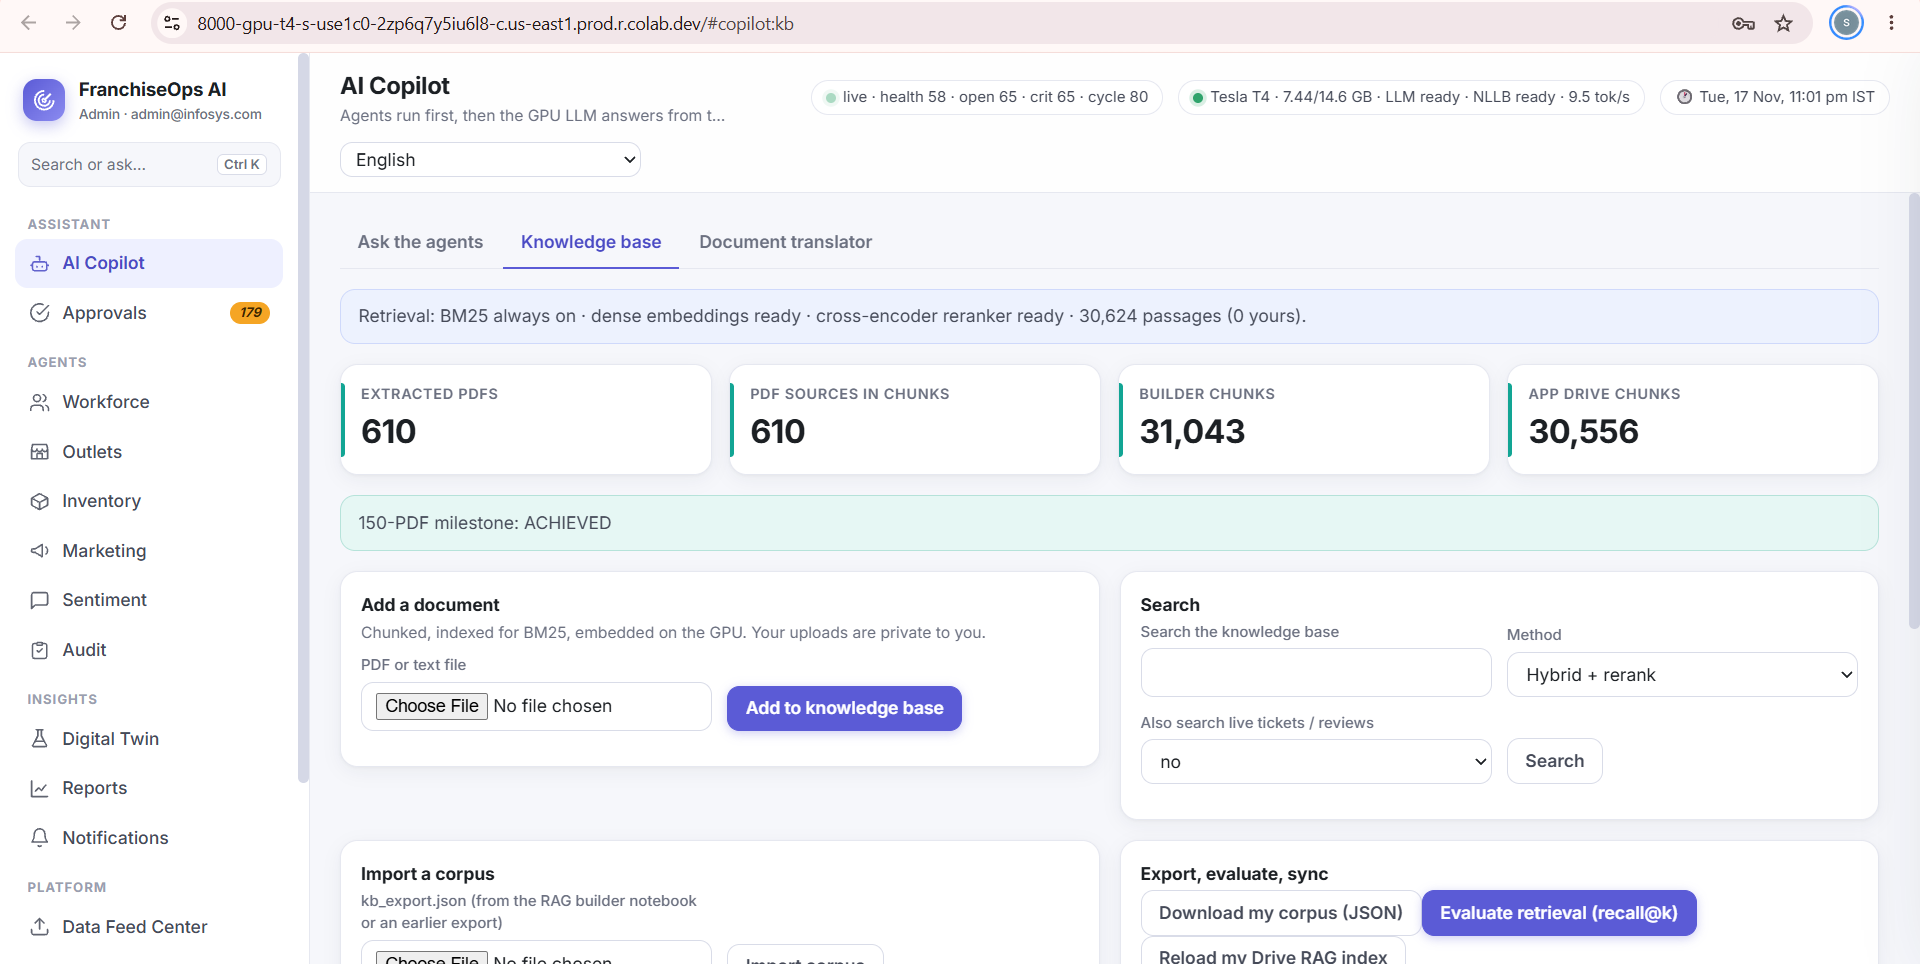 8000-gpu-t4-s-use1c0-2zp6q7y5iu6l8-c.us-east1.prod.r.colab.dev/#copilot:kb
S
FranchiseOps AI
Admin · admin@infosys.com
Search or ask...
Ctrl K
ASSISTANT
AI Copilot
Approvals
179
AGENTS
Workforce
Outlets
Inventory
Marketing
Sentiment
Audit
INSIGHTS
Digital Twin
Reports
Notifications
PLATFORM
Data Feed Center
AI Copilot
Agents run first, then the GPU LLM answers from t...
live · health 58 · open 65 · crit 65 · cycle 80
Tesla T4 · 7.44/14.6 GB · LLM ready · NLLB ready · 9.5 tok/s
Tue, 17 Nov, 11:01 pm IST
English
Ask the agents
Knowledge base
Document translator
Retrieval: BM25 always on · dense embeddings ready · cross-encoder reranker ready · 30,624 passages (0 yours).
EXTRACTED PDFS
610
PDF SOURCES IN CHUNKS
610
BUILDER CHUNKS
31,043
APP DRIVE CHUNKS
30,556
150-PDF milestone: ACHIEVED
Add a document
Chunked, indexed for BM25, embedded on the GPU. Your uploads are private to you.
PDF or text file
Choose File No file chosen
Add to knowledge base
Search
Search the knowledge base
Method
Hybrid + rerank
Also search live tickets / reviews
no
Search
Import a corpus
kb_export.json (from the RAG builder notebook
or an earlier export)
Choose File No file chosen
Import corpus
Export, evaluate, sync
Download my corpus (JSON)
Evaluate retrieval (recall@k)
Reload my Drive RAG index